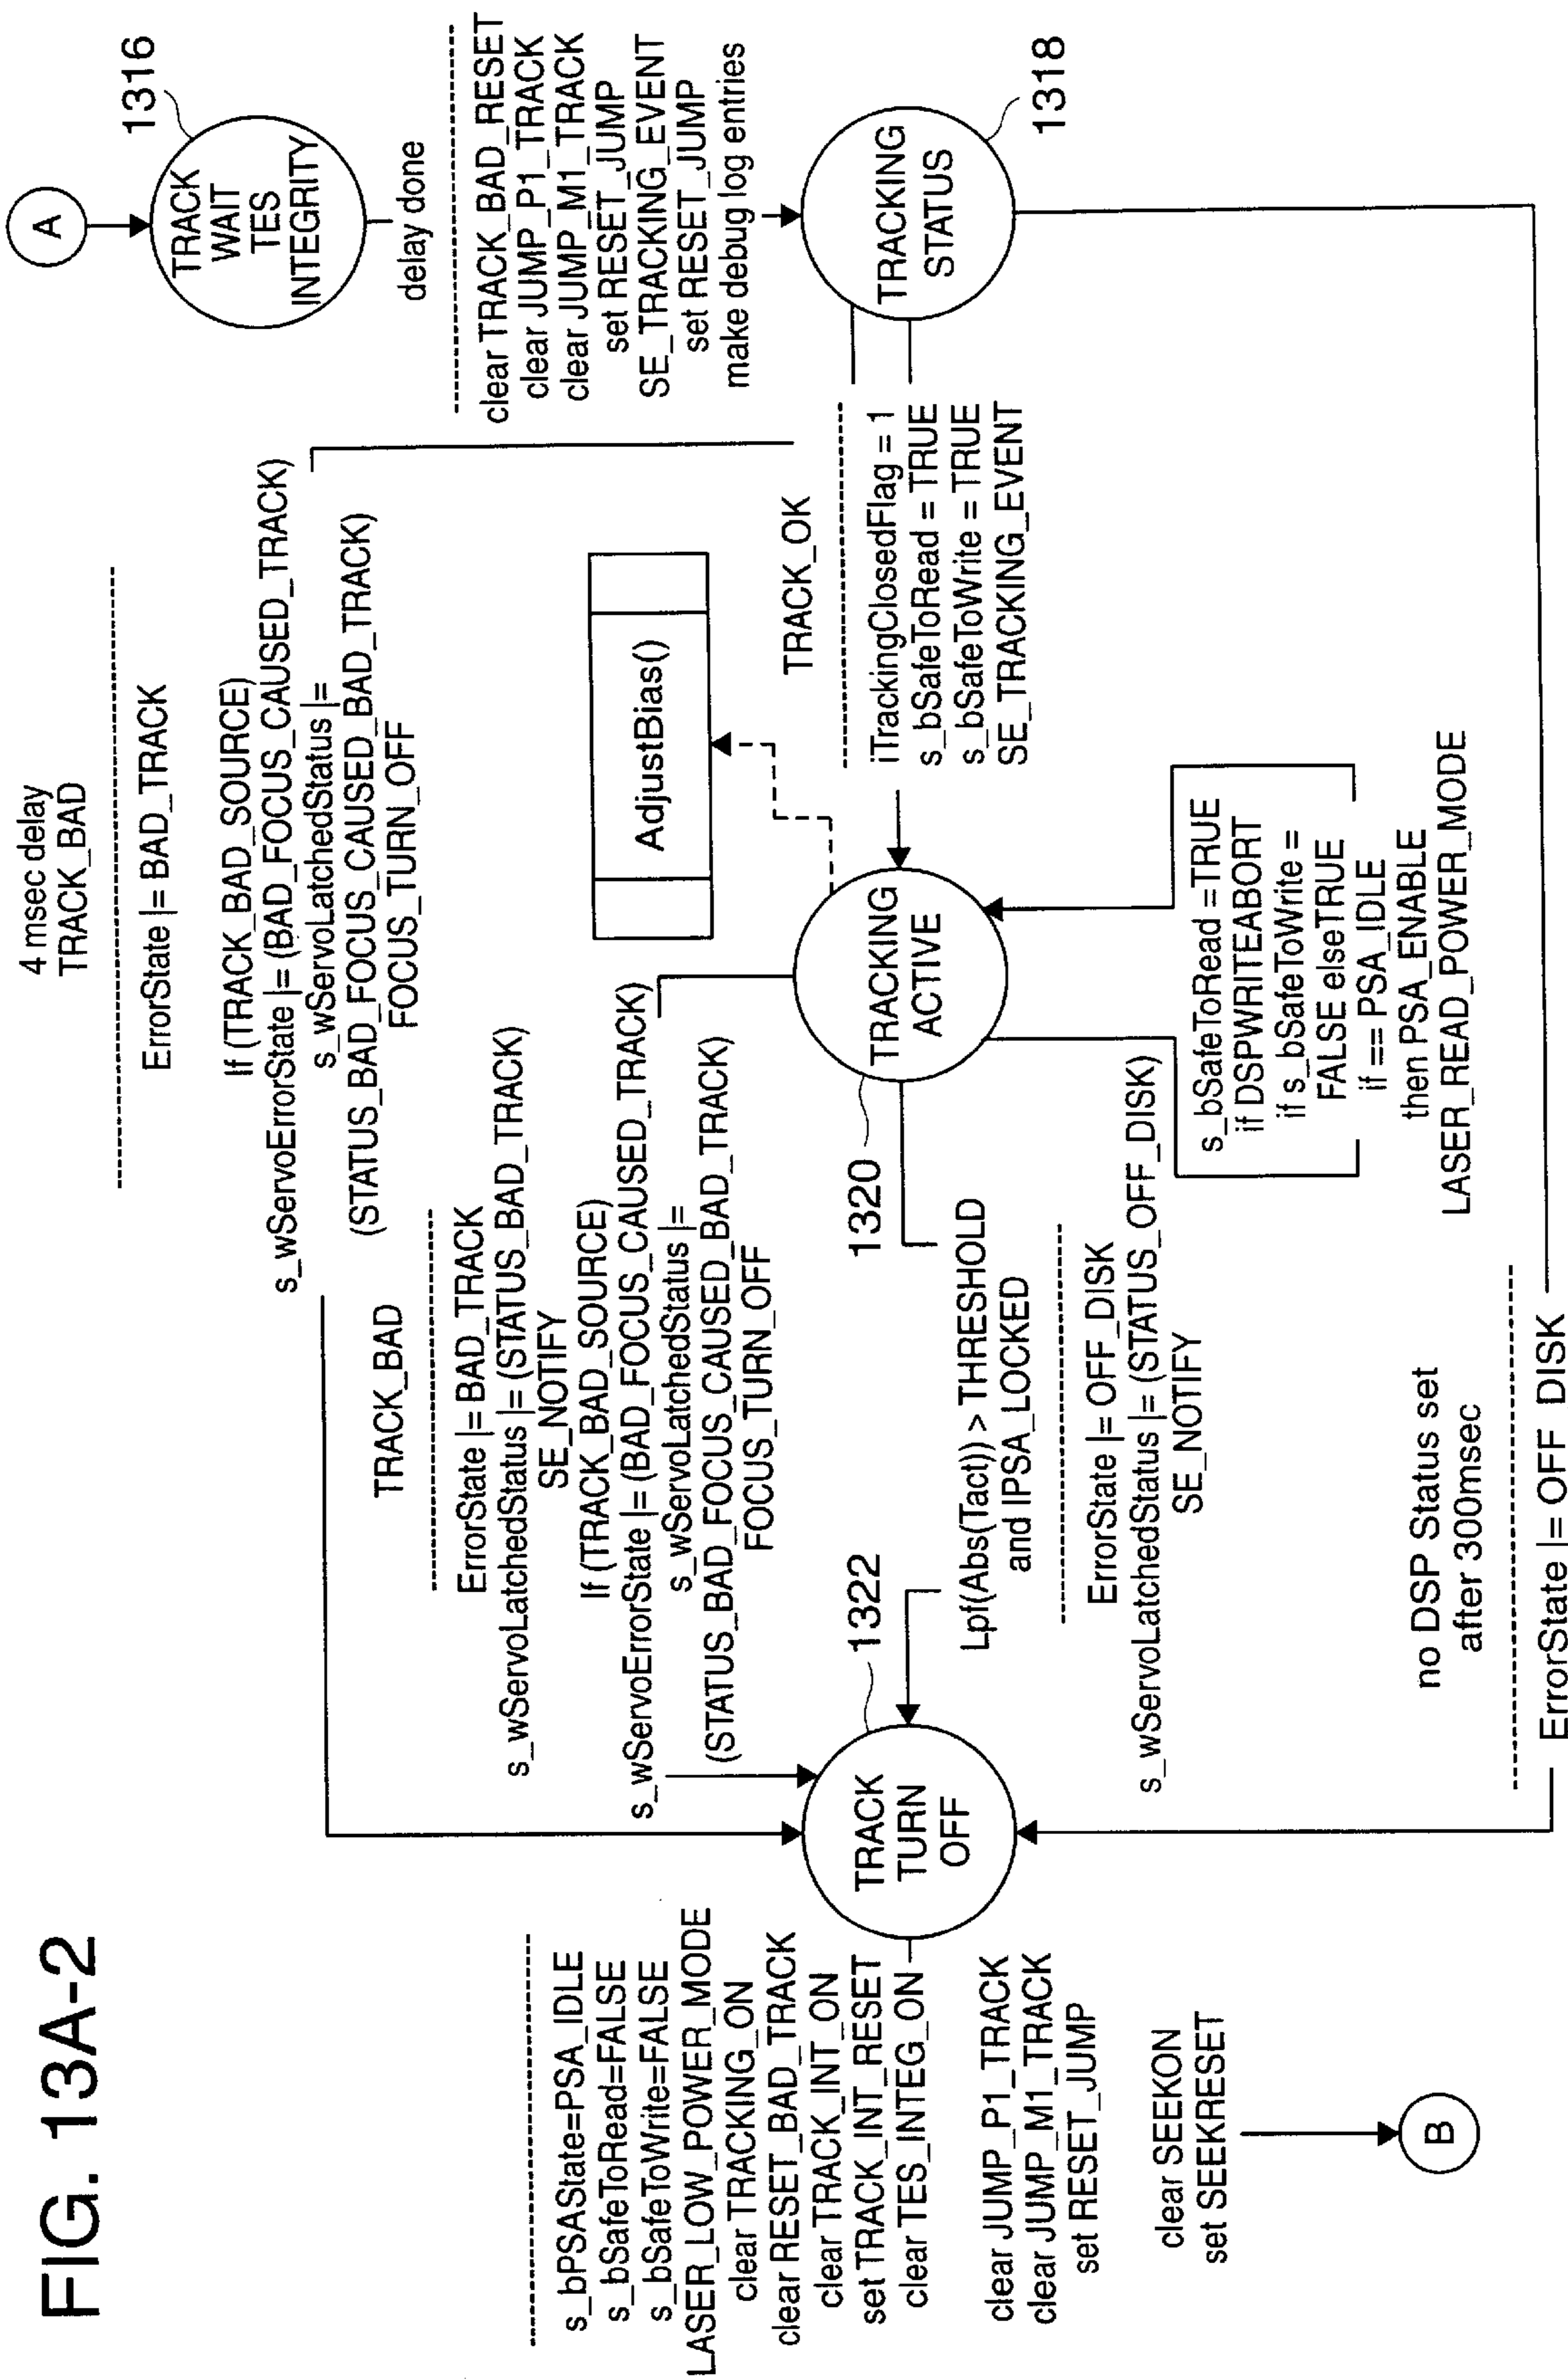 FIG. 13A-2
A
TRACK
WAIT
TES
INTEGRITY
1316
delay done
clear TRACK_BAD_RESET
clear JUMP_P1_TRACK
clear JUMP_M1_TRACK
set RESET_JUMP
SE_TRACKING_EVENT
set RESET_JUMP
make debug log entries
TRACKING
STATUS
1318
4 msec delay
TRACK_BAD
ErrorState |= BAD_TRACK
If (TRACK_BAD_SOURCE)
s_wServoErrorState |= (BAD_FOCUS_CAUSED_TRACK)
s_wServoLatchedStatus |=
(STATUS_BAD_FOCUS_CAUSED_BAD_TRACK)
FOCUS_TURN_OFF
TRACK_OK
iTrackingClosedFlag = 1
s_bSafeToRead = TRUE
s_bSafeToWrite = TRUE
SE_TRACKING_EVENT
AdjustBias()
TRACKING
ACTIVE
1320
s_bSafeToRead =TRUE
if DSPWRITEABORT
if s_bSafeToWrite =
FALSE elseTRUE
if == PSA_IDLE
then PSA_ENABLE
LASER_READ_POWER_MODE
TRACK_BAD
ErrorState |= BAD_TRACK
s_wServoLatchedStatus |= (STATUS_BAD_TRACK)
SE_NOTIFY
If (TRACK_BAD_SOURCE)
s_wServoErrorState |= (BAD_FOCUS_CAUSED_TRACK)
s_wServoLatchedStatus |=
(STATUS_BAD_FOCUS_CAUSED_BAD_TRACK)
FOCUS_TURN_OFF
Lpf(Abs(Tact)) > THRESHOLD
and IPSA_LOCKED
ErrorState |= OFF_DISK
s_wServoLatchedStatus |= (STATUS_OFF_DISK)
SE_NOTIFY
no DSP Status set
after 300msec
ErrorState |= OFF_DISK
TRACK
TURN
OFF
1322
s_bPSAState=PSA_IDLE
s_bSafeToRead=FALSE
s_bSafeToWrite=FALSE
LASER_LOW_POWER_MODE
clear TRACKING_ON
clear RESET_BAD_TRACK
clear TRACK_INT_ON
set TRACK_INT_RESET
clear TES_INTEG_ON
clear JUMP_P1_TRACK
clear JUMP_M1_TRACK
set RESET_JUMP
clear SEEKON
set SEEKRESET
B